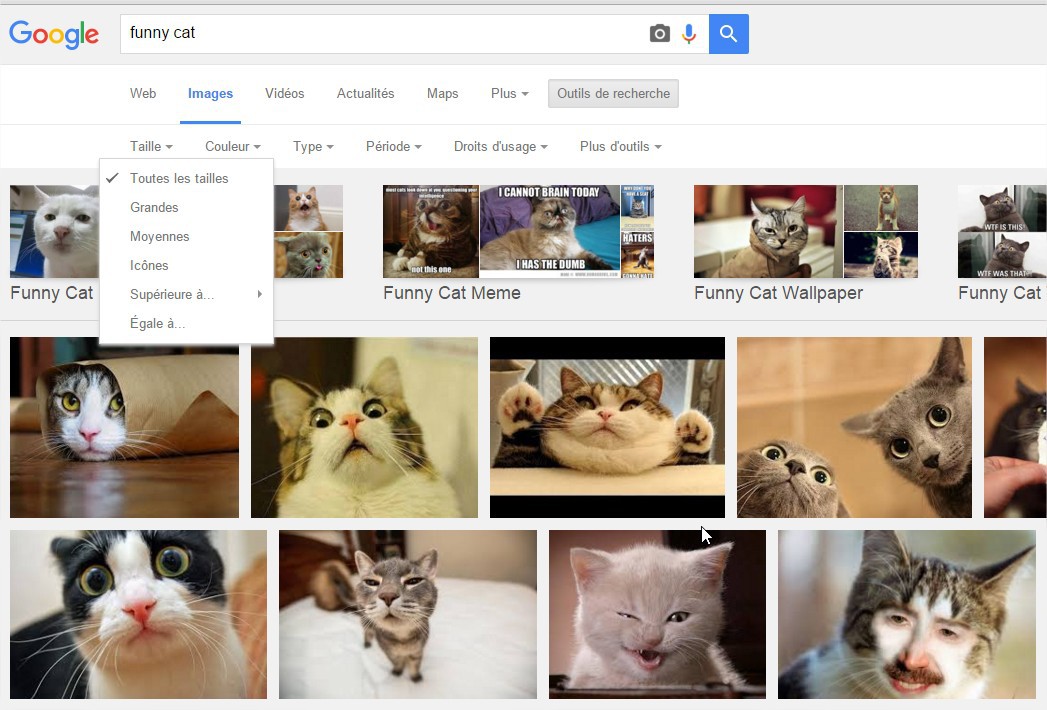 Google
funny cat
Web Images Vidéos Actualités Maps Plus Outils de recherche
Taille Couleur Type Période Droits d'usage Plus d'outils
Toutes les tailles
Grandes
Moyennes
Icônes
Supérieure à...
Égale à...
not this one
I CANNOT BRAIN TODAY
I HAS THE DUMB
HATERS
GONNA HATE
WTF IS THIS
WTF WAS THAT
Funny Cat
Funny Cat Meme
Funny Cat Wallpaper
Funny Cat